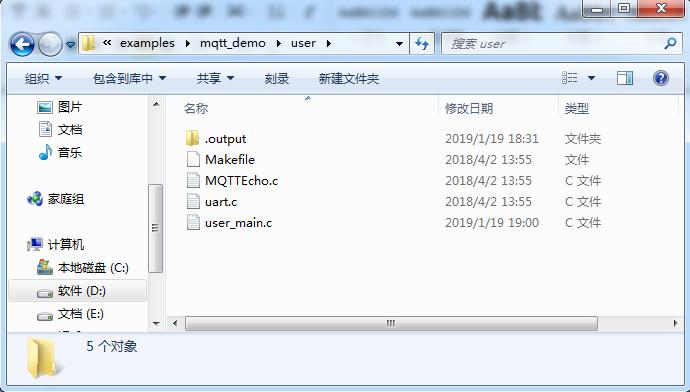 « examples mqtt_demo user
搜索 user
组织 包含到库中 共享 刻录 新建文件夹
图片
文档
音乐
家庭组
计算机
本地磁盘 (C:)
软件 (D:)
文档 (E:)
名称 修改日期 类型
.output 2019/1/19 18:31 文件夹
Makefile 2018/4/2 13:55 文件
MQTTEcho.c 2018/4/2 13:55 C 文件
uart.c 2018/4/2 13:55 C 文件
user_main.c 2019/1/19 19:00 C 文件
5 个对象